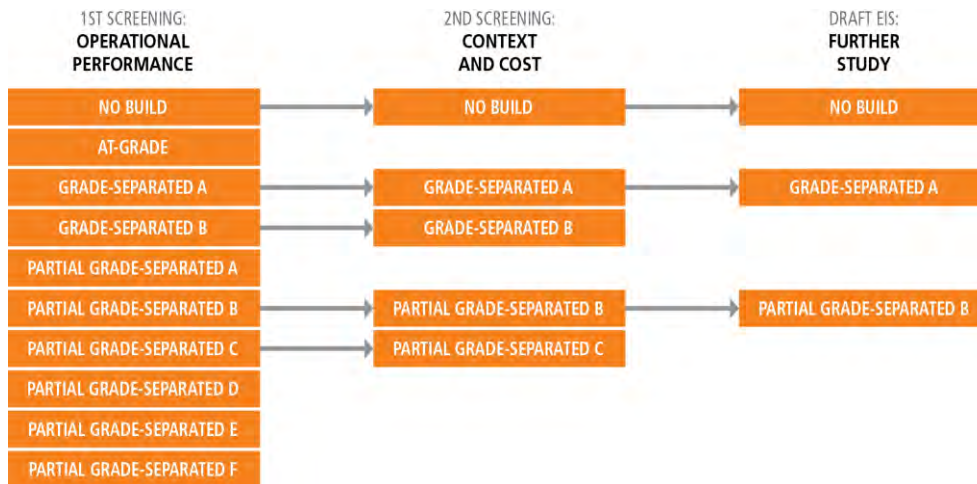 1ST SCREENING:
OPERATIONAL
PERFORMANCE
NO BUILD
AT-GRADE
GRADE-SEPARATED A
GRADE-SEPARATED B
PARTIAL GRADE-SEPARATED A
PARTIAL GRADE-SEPARATED B
PARTIAL GRADE-SEPARATED C
PARTIAL GRADE-SEPARATED D
PARTIAL GRADE-SEPARATED E
PARTIAL GRADE-SEPARATED F
2ND SCREENING:
CONTEXT
AND COST
NO BUILD
GRADE-SEPARATED A
GRADE-SEPARATED B
PARTIAL GRADE-SEPARATED B
PARTIAL GRADE-SEPARATED C
DRAFT EIS:
FURTHER
STUDY
NO BUILD
GRADE-SEPARATED A
PARTIAL GRADE-SEPARATED B